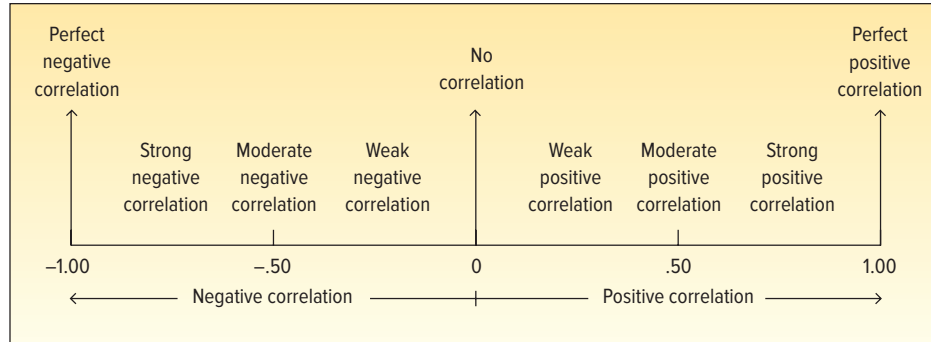 Perfect
negative
correlation
No
correlation
Perfect
positive
correlation
Strong
negative
correlation
Moderate
negative
correlation
Weak
negative
correlation
Weak
positive
correlation
Moderate
positive
correlation
Strong
positive
correlation
–1.00 –.50 0 .50 1.00
Negative correlation Positive correlation